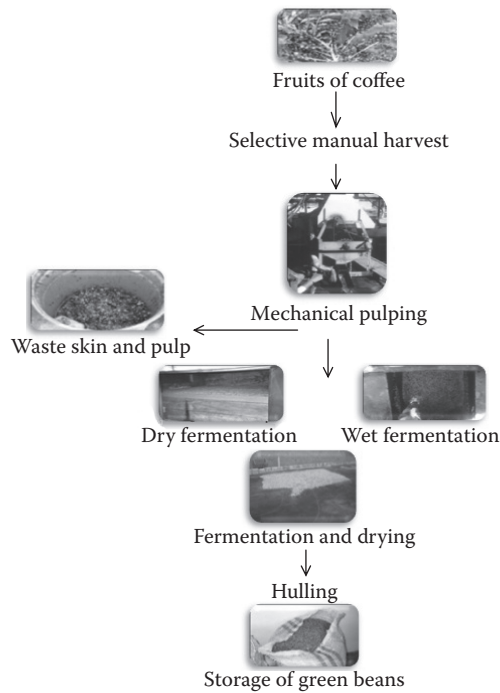 Fruits of coffee
Selective manual harvest
Mechanical pulping
Waste skin and pulp
Dry fermentation
Wet fermentation
Fermentation and drying
Hulling
Storage of green beans